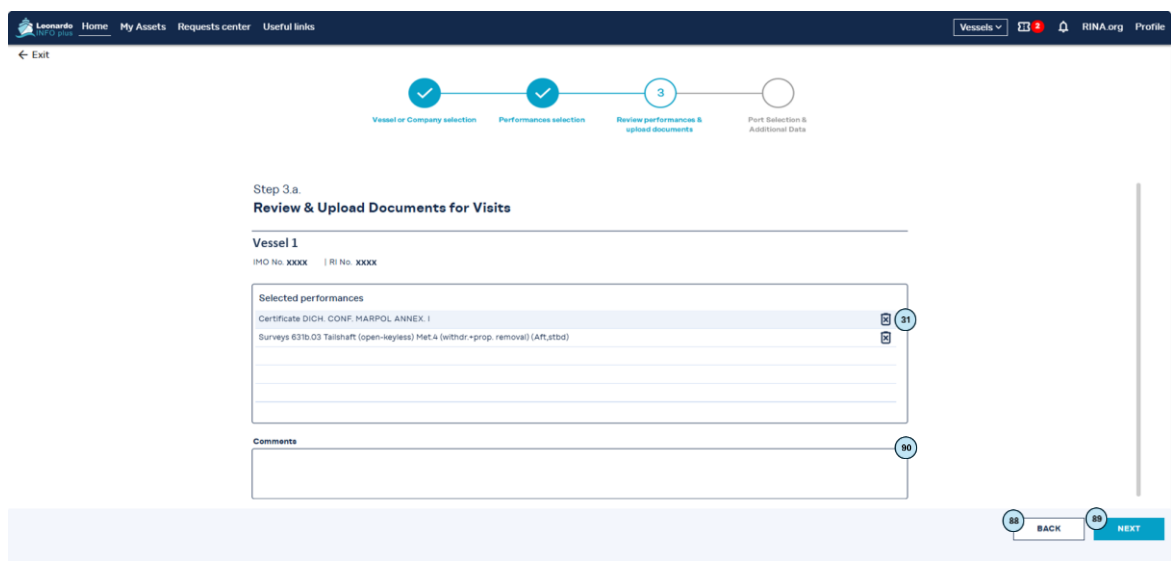 Leonardo
INFO plus
Home My Assets Requests center Useful links
Vessels 2 RINA.org Profile
← Exit
3
Vessel or Company selection Performances selection Review performances & Port Selection &
upload documents Additional Data
Step 3.a.
Review & Upload Documents for Visits
Vessel 1
IMO No. xxxx | RI No. xxxx
Selected performances
Certificate DICH. CONF. MARPOL ANNEX. I
31
Surveys 631b.03 Tailshaft (open-keyless) Met.4 (withdr.+prop. removal) (Aft,stbd)
Comments
90
88 BACK 89 NEXT